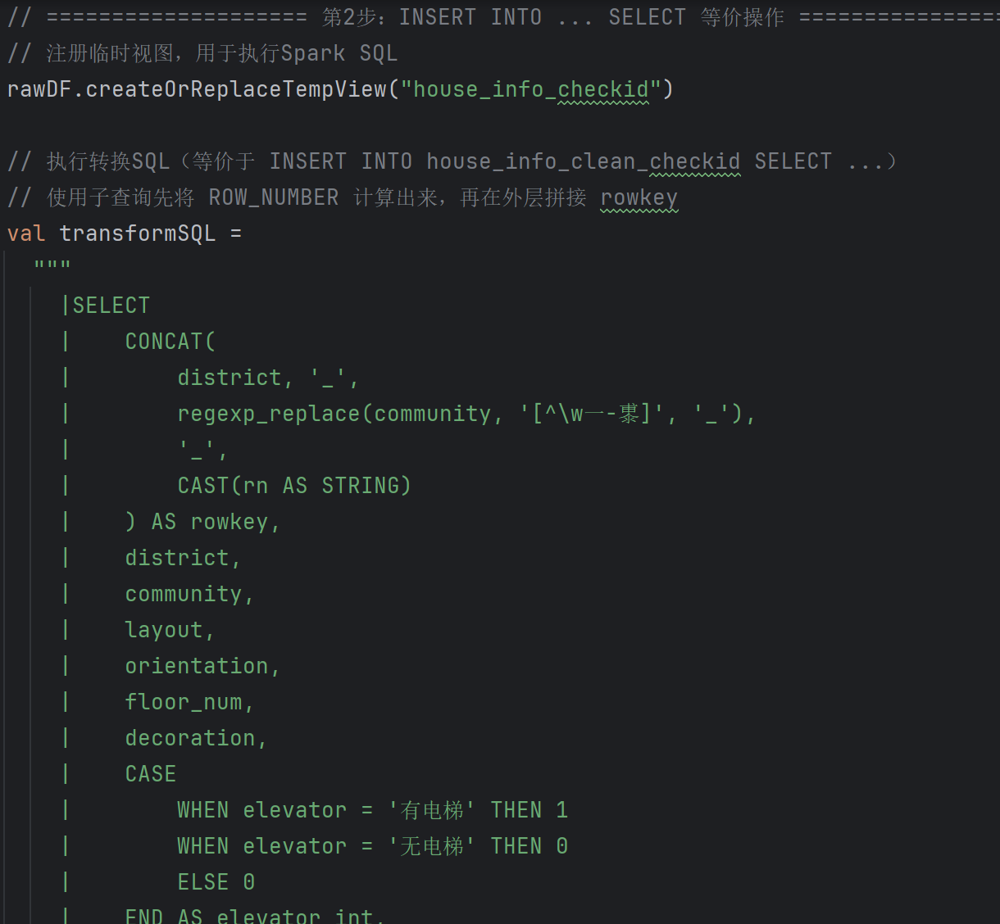 // ==================== 第2步：INSERT INTO ... SELECT 等价操作 ================
// 注册临时视图，用于执行Spark SQL
rawDF.createOrReplaceTempView("house_info_checkid")
// 执行转换SQL（等价于 INSERT INTO house_info_clean_checkid SELECT ...）
// 使用子查询先将 ROW_NUMBER 计算出来，再在外层拼接 rowkey
val transformSQL =
"""
|SELECT
|    CONCAT(
|        district, '_',
|        regexp_replace(community, '[^\w一-龥]', '_'),
|        '_',
|        CAST(rn AS STRING)
|    ) AS rowkey,
|    district,
|    community,
|    layout,
|    orientation,
|    floor_num,
|    decoration,
|    CASE
|        WHEN elevator = '有电梯' THEN 1
|        WHEN elevator = '无电梯' THEN 0
|        ELSE 0
|    END AS elevator_int,